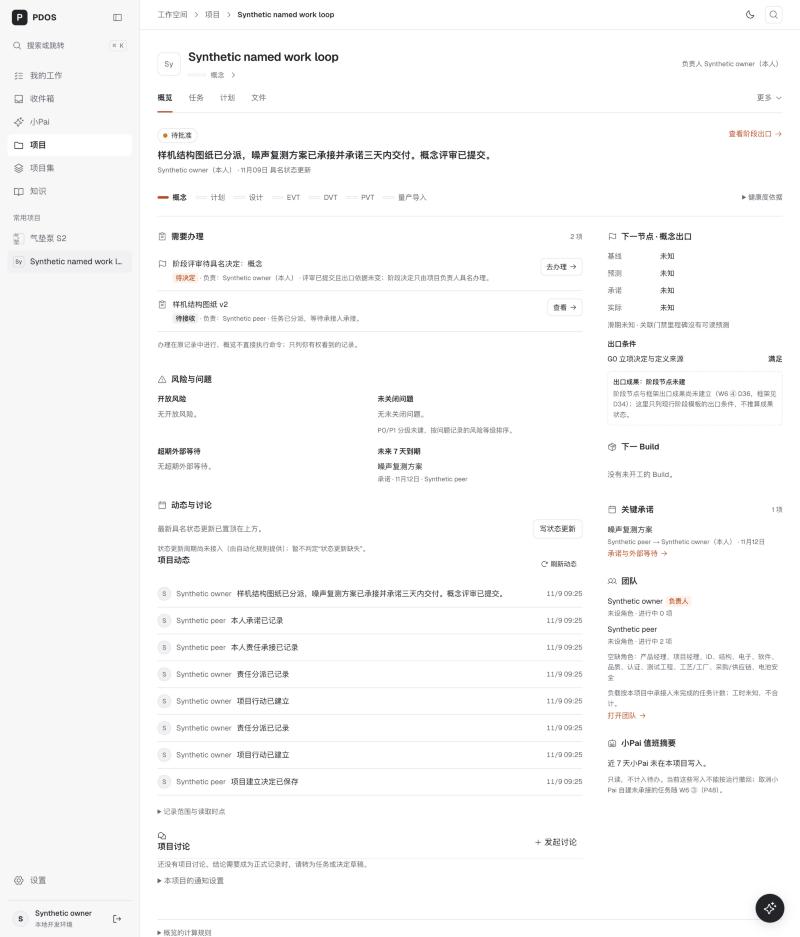 P PDOS
搜索或跳转 ⌘ K
我的工作
收件箱
小Pai
项目
项目集
知识
常用项目
气垫泵 S2
Sy Synthetic named work l...
设置
S Synthetic owner
本地开发环境
工作空间 > 项目 > Synthetic named work loop
Sy Synthetic named work loop
概念 >
负责人 Synthetic owner（本人）
概览 任务 计划 文件 更多
待批准
查看阶段出口 →
样机结构图纸已分派，噪声复测方案已承接并承诺三天内交付。概念评审已提交。
Synthetic owner（本人） · 11月09日 具名状态更新
概念 计划 设计 EVT DVT PVT 量产导入
▶ 健康度依据
需要办理 2 项
阶段评审待具名决定：概念
待决定 · 负责：Synthetic owner（本人） · 评审已提交且出口依据未变；阶段决定只由项目负责人具名办理。
去办理 →
样机结构图纸 v2
待接收 · 负责：Synthetic peer · 任务已分派，等待承接人承接。
查看 →
办理在原记录中进行，概览不直接执行命令；只列你有权看到的记录。
风险与问题
开放风险
无开放风险。
未关闭问题
无未关闭问题。
P0/P1 分级未建，按问题记录的风险等级排序。
超期外部等待
无超期外部等待。
未来 7 天到期
噪声复测方案
承诺 · 11月12日 · Synthetic peer
动态与讨论
最新具名状态更新已置顶在上方。
写状态更新
状态更新周期尚未接入（由自动化规则提供）；暂不判定“状态更新缺失”。
项目动态
刷新动态
S Synthetic owner 样机结构图纸已分派，噪声复测方案已承接并承诺三天内交付。概念评审已提交。 11/9 09:25
S Synthetic peer 本人承诺已记录 11/9 09:25
S Synthetic peer 本人责任承接已记录 11/9 09:25
S Synthetic owner 责任分派已记录 11/9 09:25
S Synthetic owner 项目行动已建立 11/9 09:25
S Synthetic owner 责任分派已记录 11/9 09:25
S Synthetic owner 项目行动已建立 11/9 09:25
S Synthetic peer 项目建立决定已保存 11/9 09:25
▶ 记录范围与读取时点
项目讨论
+ 发起讨论
还没有项目讨论。结论需要成为正式记录时，请转为任务或决定草稿。
▶ 本项目的通知设置
▶ 概览的计算规则
下一节点 · 概念出口
基线 未知
预测 未知
承诺 未知
实际 未知
滑期未知 · 关联门禁里程碑没有可读预测
出口条件
G0 立项决定与定义来源 满足
出口成果：阶段节点未建
阶段节点与框架出口成果尚未建立（W6 ④ D36，框架见
D34）；这里只列现行阶段模板的出口条件，不推算成果
状态。
下一 Build
没有未开工的 Build。
关键承诺 1 项
噪声复测方案
Synthetic peer → Synthetic owner（本人） · 11月12日
承诺与外部等待 →
团队
Synthetic owner 负责人
未设角色 · 进行中 0 项
Synthetic peer
未设角色 · 进行中 2 项
空缺角色：产品经理、项目经理、ID、结构、电子、软件、
品质、认证、测试工程、工艺/工厂、采购/供应链、电池安
全
负载按本项目中承接人未完成的任务计数；工时未知，不合
计。
打开团队 →
小Pai 值班摘要
近 7 天小Pai 未在本项目写入。
只读，不计入待办。当前这些写入不能按运行撤回；取消小
Pai 自建未承接的任务随 W6 ③（P48）。